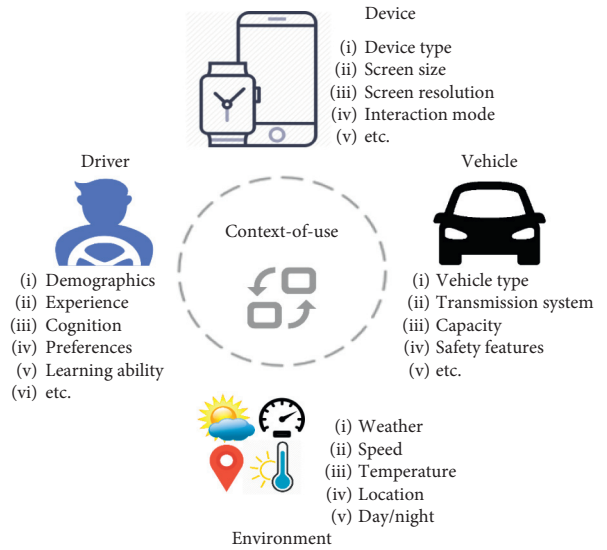 Device
(i) Device type
(ii) Screen size
(iii) Screen resolution
(iv) Interaction mode
(v) etc.
Driver
(i) Demographics
(ii) Experience
(iii) Cognition
(iv) Preferences
(v) Learning ability
(vi) etc.
Context-of-use
Vehicle
(i) Vehicle type
(ii) Transmission system
(iii) Capacity
(iv) Safety features
(v) etc.
(i) Weather
(ii) Speed
(iii) Temperature
(iv) Location
(v) Day/night
Environment